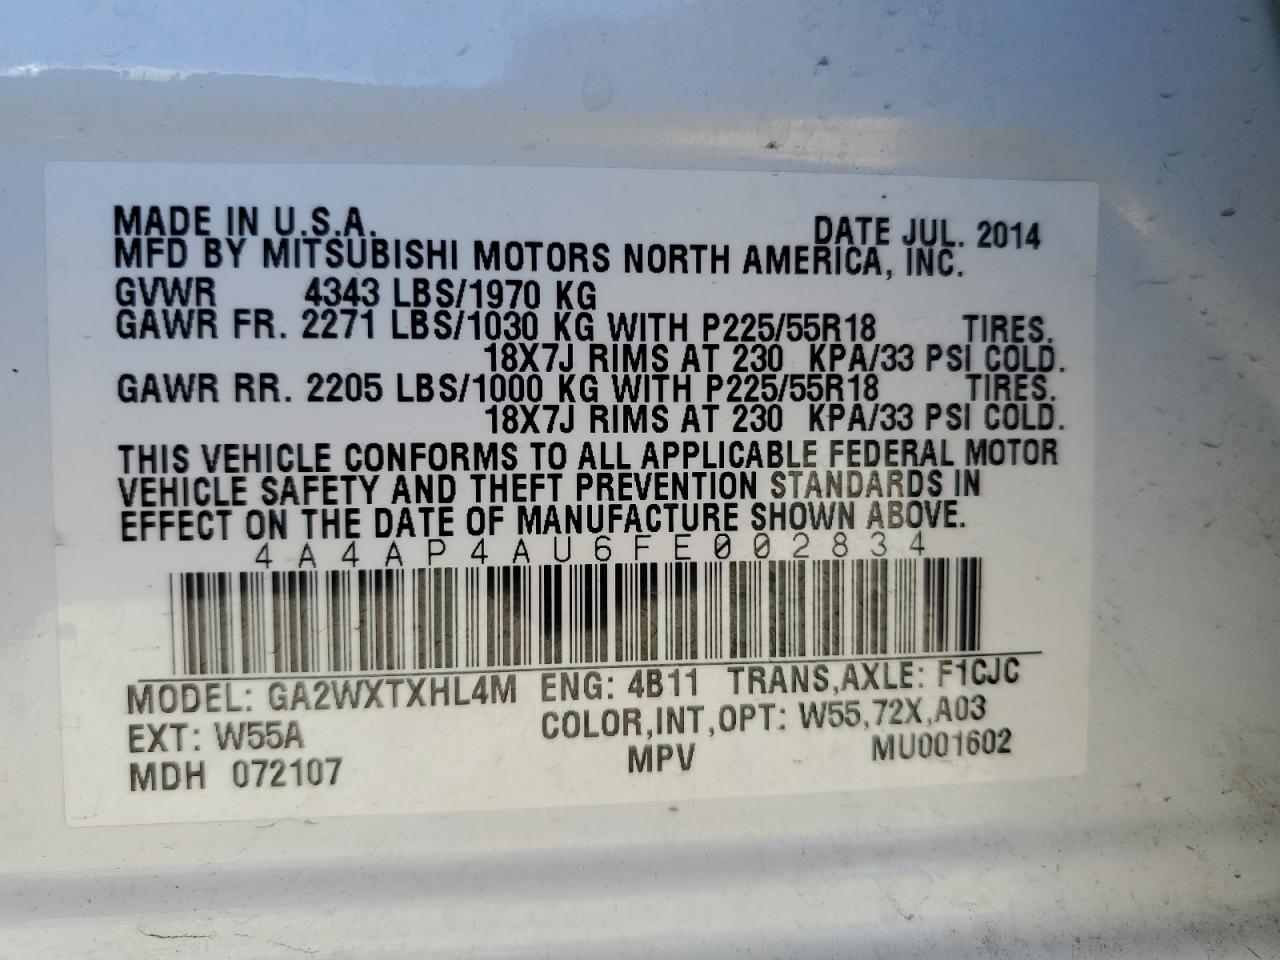 MADE IN U.S.A. DATE JUL. 2014
MFD BY MITSUBISHI MOTORS NORTH AMERICA, INC.
GVWR 4343 LBS/1970 KG
GAWR FR. 2271 LBS/1030 KG WITH P225/55R18 TIRES.
18X7J RIMS AT 230 KPA/33 PSI COLD.
GAWR RR. 2205 LBS/1000 KG WITH P225/55R18 TIRES.
18X7J RIMS AT 230 KPA/33 PSI COLD.
THIS VEHICLE CONFORMS TO ALL APPLICABLE FEDERAL MOTOR
VEHICLE SAFETY AND THEFT PREVENTION STANDARDS IN
EFFECT ON THE DATE OF MANUFACTURE SHOWN ABOVE.
4A4AP4AU6FE002834
MODEL: GA2WXTXHL4M ENG: 4B11 TRANS,AXLE: F1CJC
EXT: W55A COLOR,INT,OPT: W55,72X,A03
MDH 072107 MPV MU001602